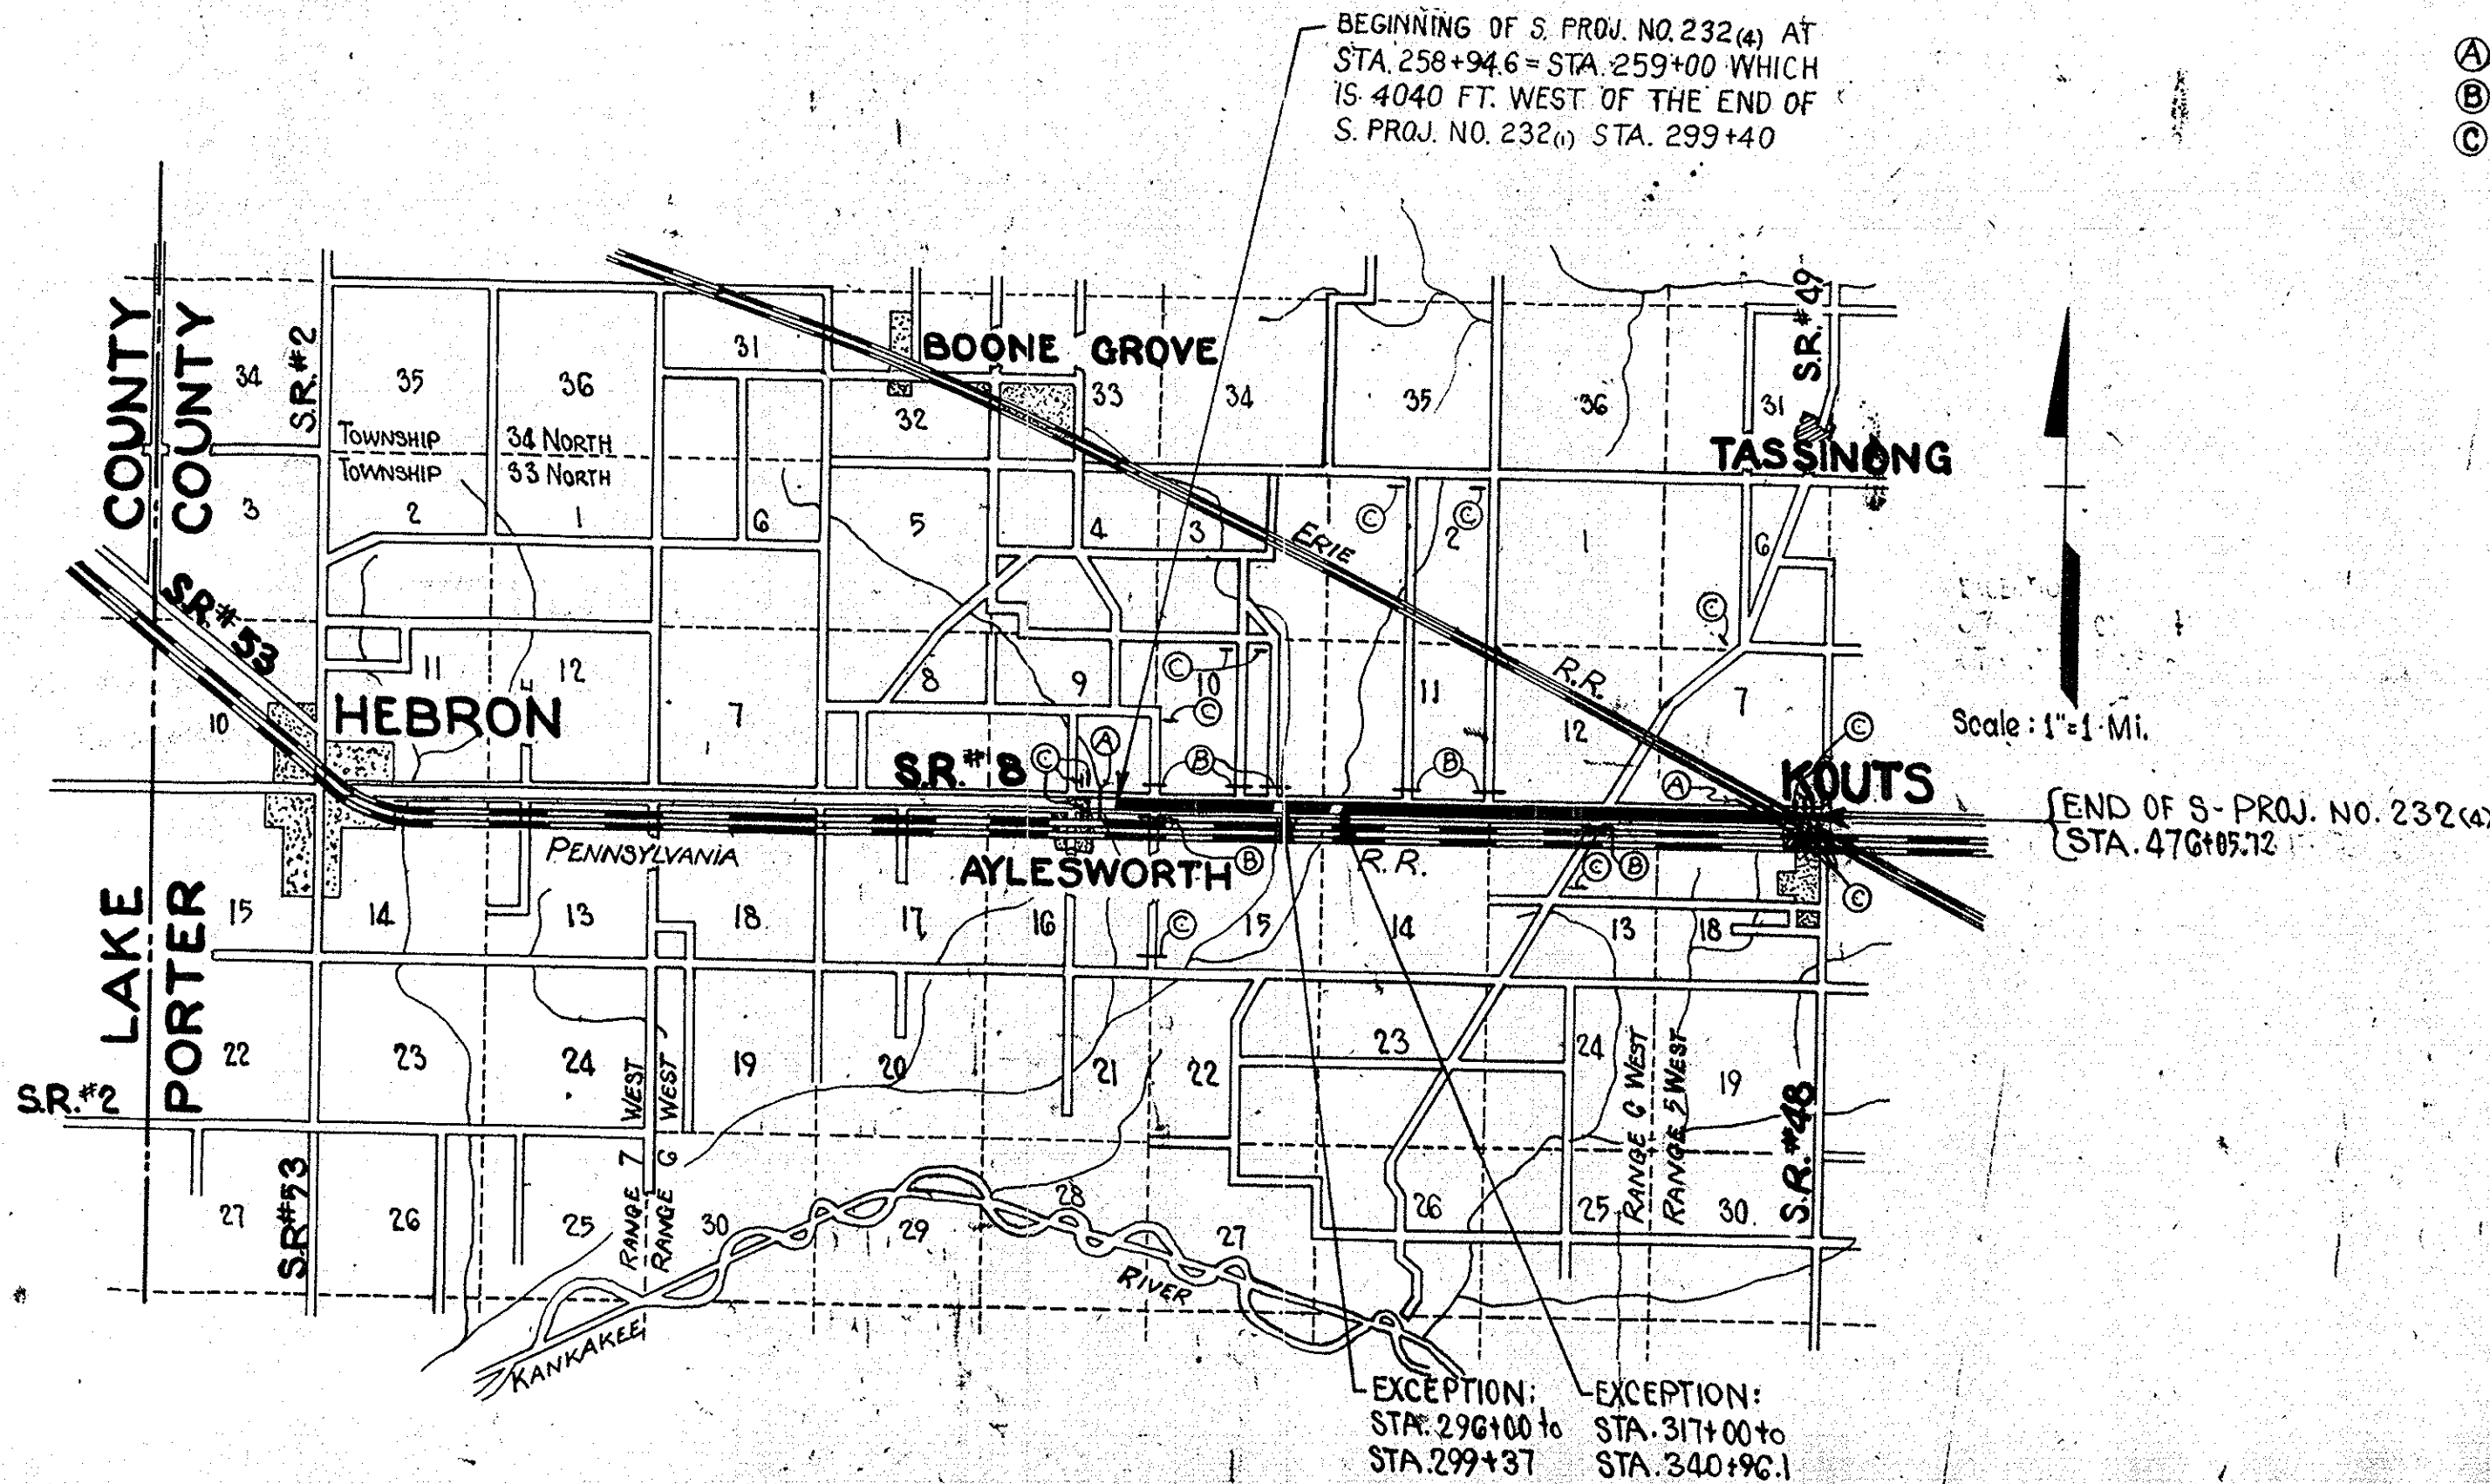 BEGINNING OF S. PROJ. NO. 232(4) AT
STA. 258+94.6 = STA. 259+00 WHICH
IS 4040 FT. WEST OF THE END OF
S. PROJ. NO. 232(1) STA. 299+40
A
B
C
COUNTY
COUNTY
34
S.R.#2
35
36
31
BOONE GROVE
32
33
34
35
36
31
S.R.#49
TASSINONG
TOWNSHIP 34 NORTH
TOWNSHIP 33 NORTH
3
2
1
6
5
4
3
C
C
2
1
6
ERIE
R.R.
S.R.#53
C
10
HEBRON
11
12
7
8
9
C
10
C
11
12
7
C
Scale: 1"=1 Mi.
S.R.#8
C
A
B
B
A
KOUTS
END OF S-PROJ. NO. 232(4)
STA. 476+05.72
PENNSYLVANIA
R.R.
AYLESWORTH
B
C
B
C
LAKE
PORTER
15
14
13
18
17
16
C
15
14
13
18
22
23
24
19
20
21
22
23
24
19
S.R.#2
RANGE 7 WEST
RANGE 6 WEST
RANGE 6 WEST
RANGE 5 WEST
S.R.#48
27
S.R.#53
26
25
30
29
28
27
26
25
30
KANKAKEE
RIVER
EXCEPTION:
STA. 296+00 to
STA. 299+37
EXCEPTION:
STA. 317+00 to
STA. 340+96.1